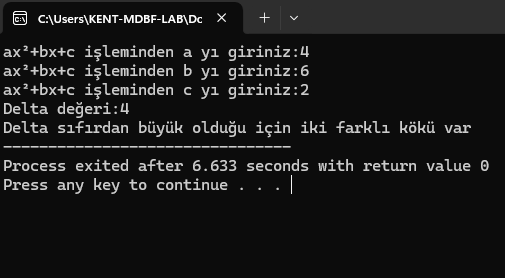 C:\Users\KENT-MDBF-LAB\Dc
ax²+bx+c işleminden a yı giriniz:4
ax²+bx+c işleminden b yı giriniz:6
ax²+bx+c işleminden c yı giriniz:2
Delta değeri:4
Delta sıfırdan büyük olduğu için iki farklı kökü var
--------------------------------
Process exited after 6.633 seconds with return value 0
Press any key to continue . . .